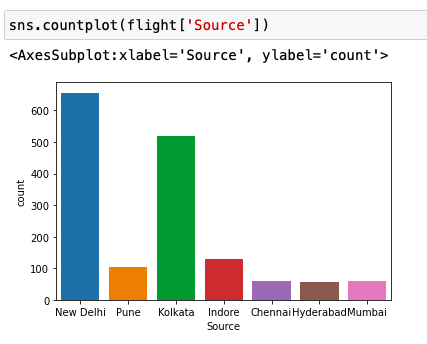 sns.countplot(flight['Source'])
<AxesSubplot:xlabel='Source', ylabel='count'>
600
500
400
300
200
100
0
count
New Delhi Pune Kolkata Indore Chennai Hyderabad Mumbai
Source